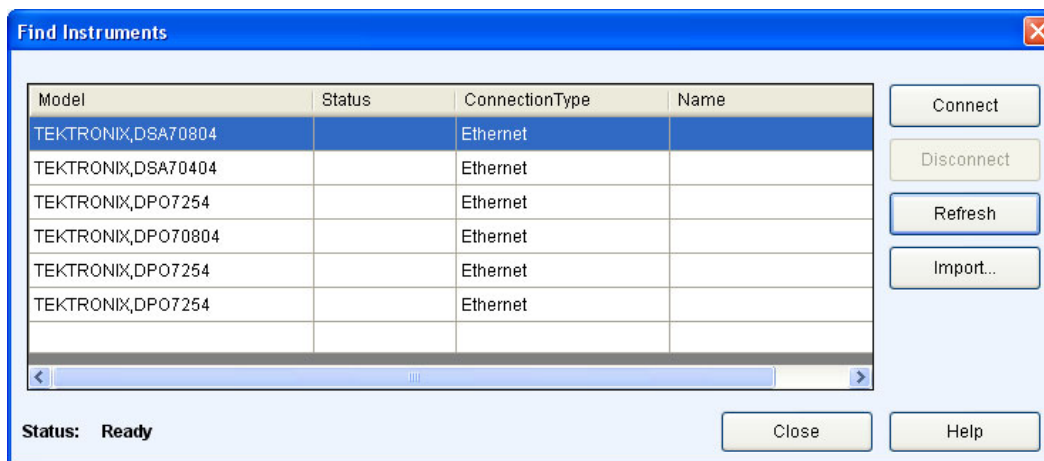 Find Instruments
Model Status ConnectionType Name
TEKTRONIX,DSA70804 Ethernet
TEKTRONIX,DSA70404 Ethernet
TEKTRONIX,DPO7254 Ethernet
TEKTRONIX,DPO70804 Ethernet
TEKTRONIX,DPO7254 Ethernet
TEKTRONIX,DPO7254 Ethernet
Connect
Disconnect
Refresh
Import...
Status: Ready
Close
Help